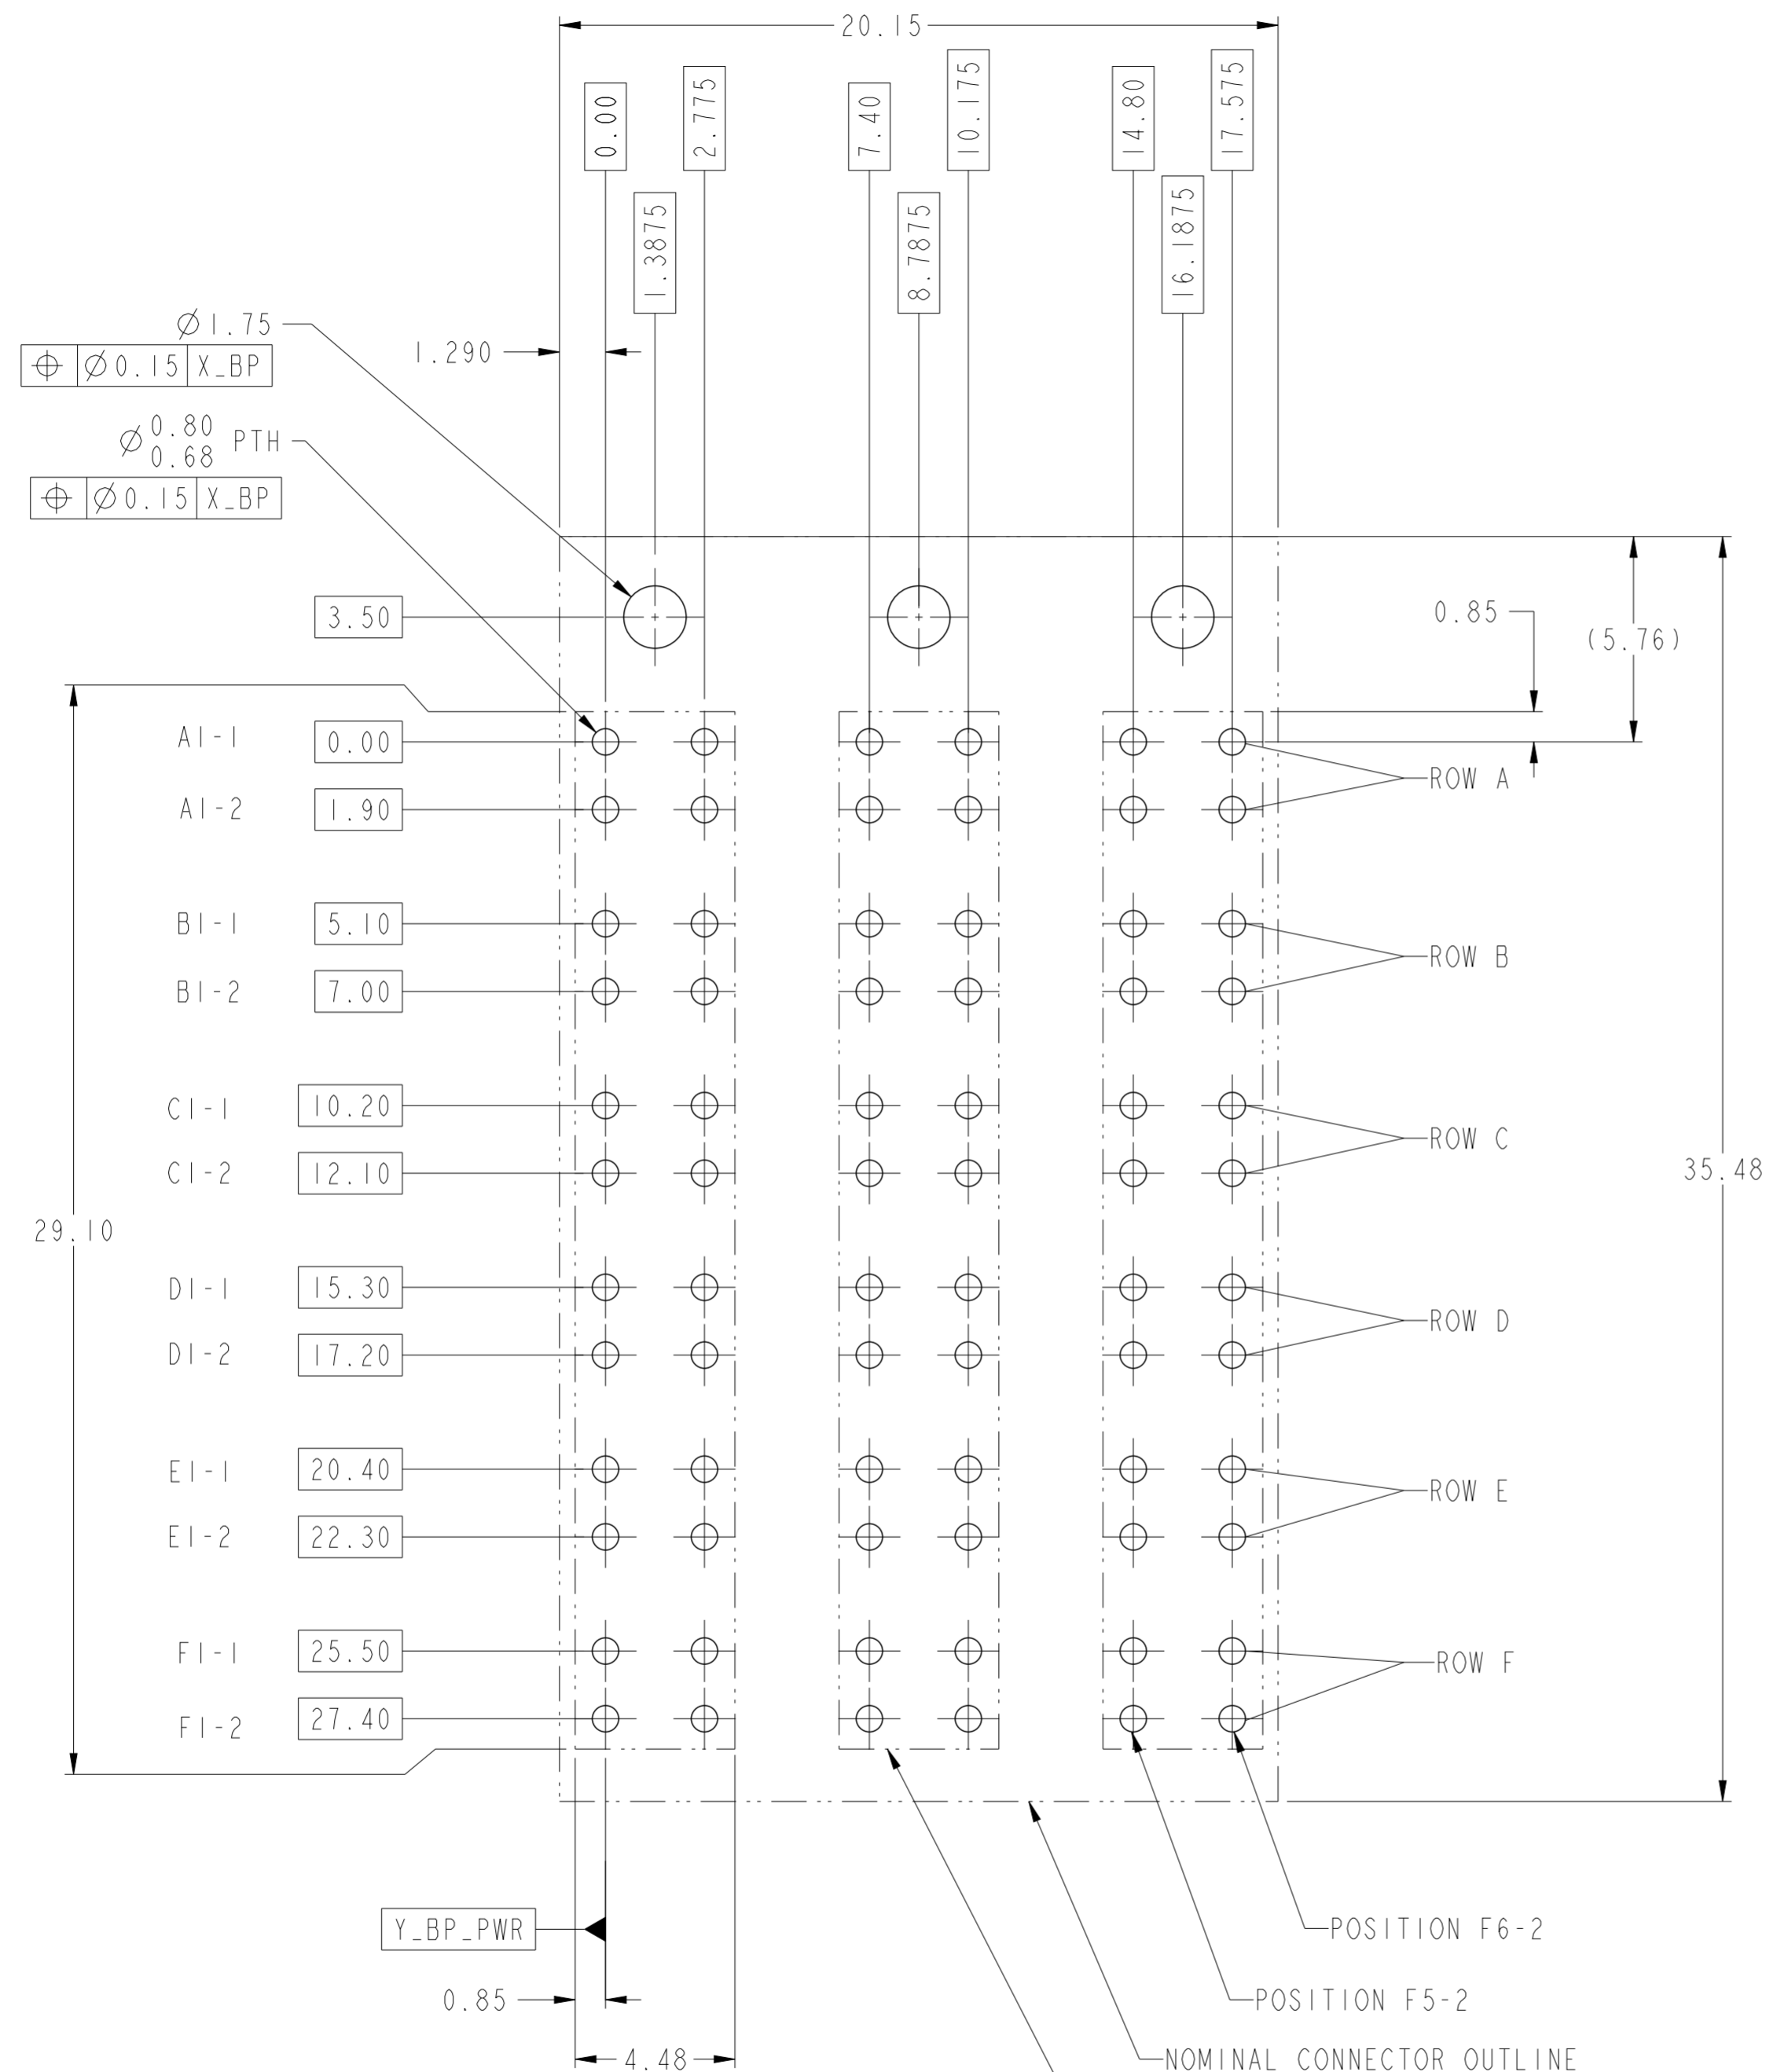 20.15
0.00
2.775
7.40
10.175
14.80
17.575
1.3875
8.7875
16.1875
Ø1.75
⌖ Ø0.15 X_BP
1.290
Ø 0.80 PTH
0.68
⌖ Ø0.15 X_BP
3.50
0.85
(5.76)
A1-1 0.00
ROW A
A1-2 1.90
B1-1 5.10
ROW B
B1-2 7.00
C1-1 10.20
ROW C
C1-2 12.10
35.48
29.10
D1-1 15.30
ROW D
D1-2 17.20
E1-1 20.40
ROW E
E1-2 22.30
F1-1 25.50
ROW F
F1-2 27.40
Y_BP_PWR
POSITION F6-2
0.85
POSITION F5-2
4.48
NOMINAL CONNECTOR OUTLINE